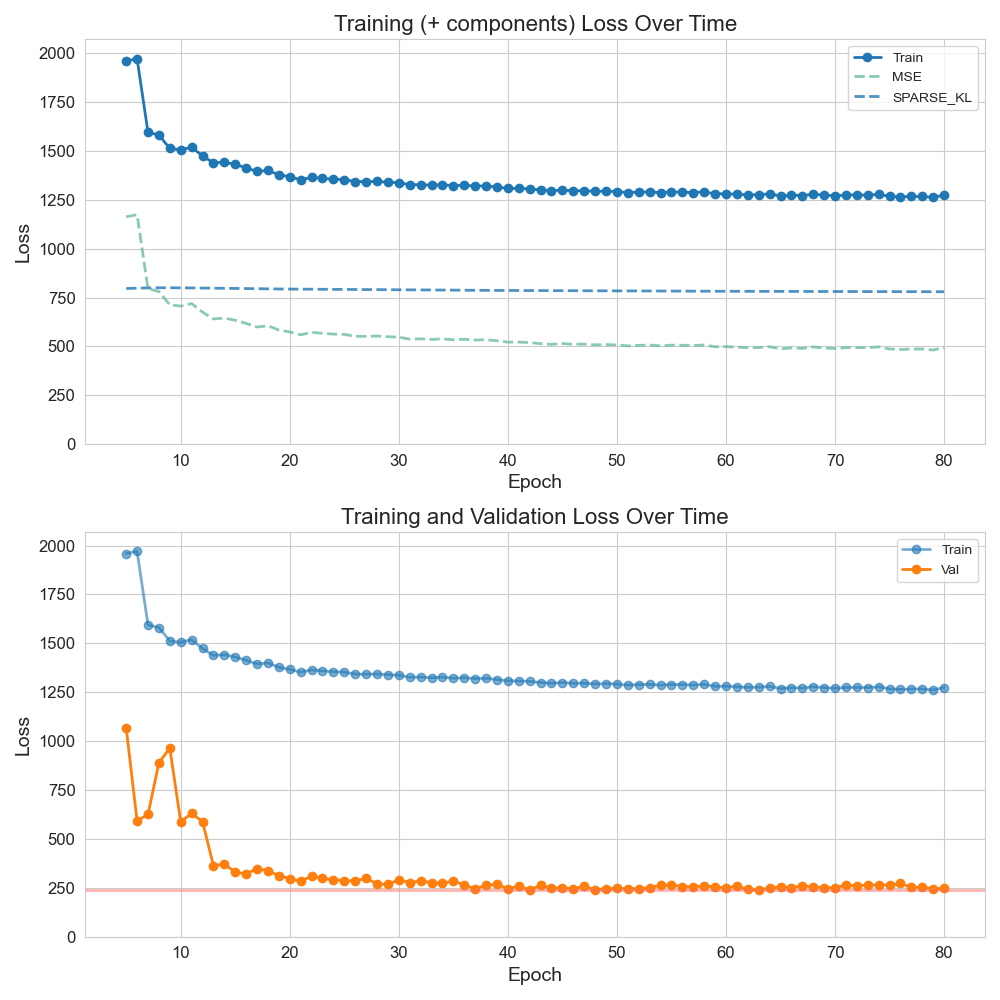 Training (+ components) Loss Over Time
2000
1750
1500
1250
1000
750
500
250
0
Loss
Train
MSE
SPARSE_KL
10 20 30 40 50 60 70 80
Epoch
Training and Validation Loss Over Time
2000
1750
1500
1250
1000
750
500
250
0
Loss
Train
Val
10 20 30 40 50 60 70 80
Epoch